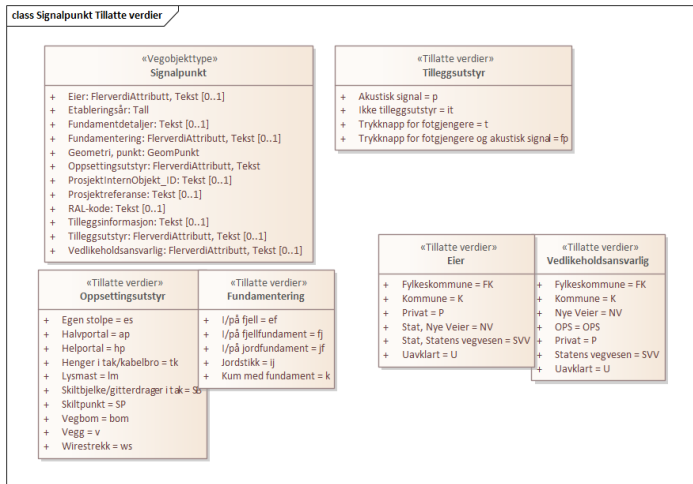 class Signalpunkt Tillatte verdier
«Vegobjekttype»
Signalpunkt
+ Eier: FlerverdiAttributt, Tekst [0..1]
+ Etableringsår: Tall
+ Fundamentdetaljer: Tekst [0..1]
+ Fundamentering: FlerverdiAttributt, Tekst [0..1]
+ Geometri, punkt: GeomPunkt
+ Oppsettingsutstyr: FlerverdiAttributt, Tekst
+ ProsjektInternObjekt_ID: Tekst [0..1]
+ Prosjektreferanse: Tekst [0..1]
+ RAL-kode: Tekst [0..1]
+ Tilleggsinformasjon: Tekst [0..1]
+ Tilleggsutstyr: FlerverdiAttributt, Tekst [0..1]
+ Vedlikeholdsansvarlig: FlerverdiAttributt, Tekst [0..1]
«Tillatte verdier»
Tilleggsutstyr
+ Akustisk signal = p
+ Ikke tilleggsutstyr = it
+ Trykknapp for fotgjengere = t
+ Trykknapp for fotgjengere og akustisk signal = fp
«Tillatte verdier»
Oppsettingsutstyr
+ Egen stolpe = es
+ Halvportal = ap
+ Helportal = hp
+ Henger i tak/kabelbro = tk
+ Lysmast = lm
+ Skiltbjelke/gitterdrager i tak = SB
+ Skiltpunkt = SP
+ Vegbom = bom
+ Vegg = v
+ Wirestrekk = ws
«Tillatte verdier»
Fundamentering
+ I/på fjell = ef
+ I/på fjellfundament = fj
+ I/på jordfundament = jf
+ Jordstikk = ij
+ Kum med fundament = k
«Tillatte verdier»
Eier
+ Fylkeskommune = FK
+ Kommune = K
+ Privat = P
+ Stat, Nye Veier = NV
+ Stat, Statens vegvesen = SVV
+ Uavklart = U
«Tillatte verdier»
Vedlikeholdsansvarlig
+ Fylkeskommune = FK
+ Kommune = K
+ Nye Veier = NV
+ OPS = OPS
+ Privat = P
+ Statens vegvesen = SVV
+ Uavklart = U